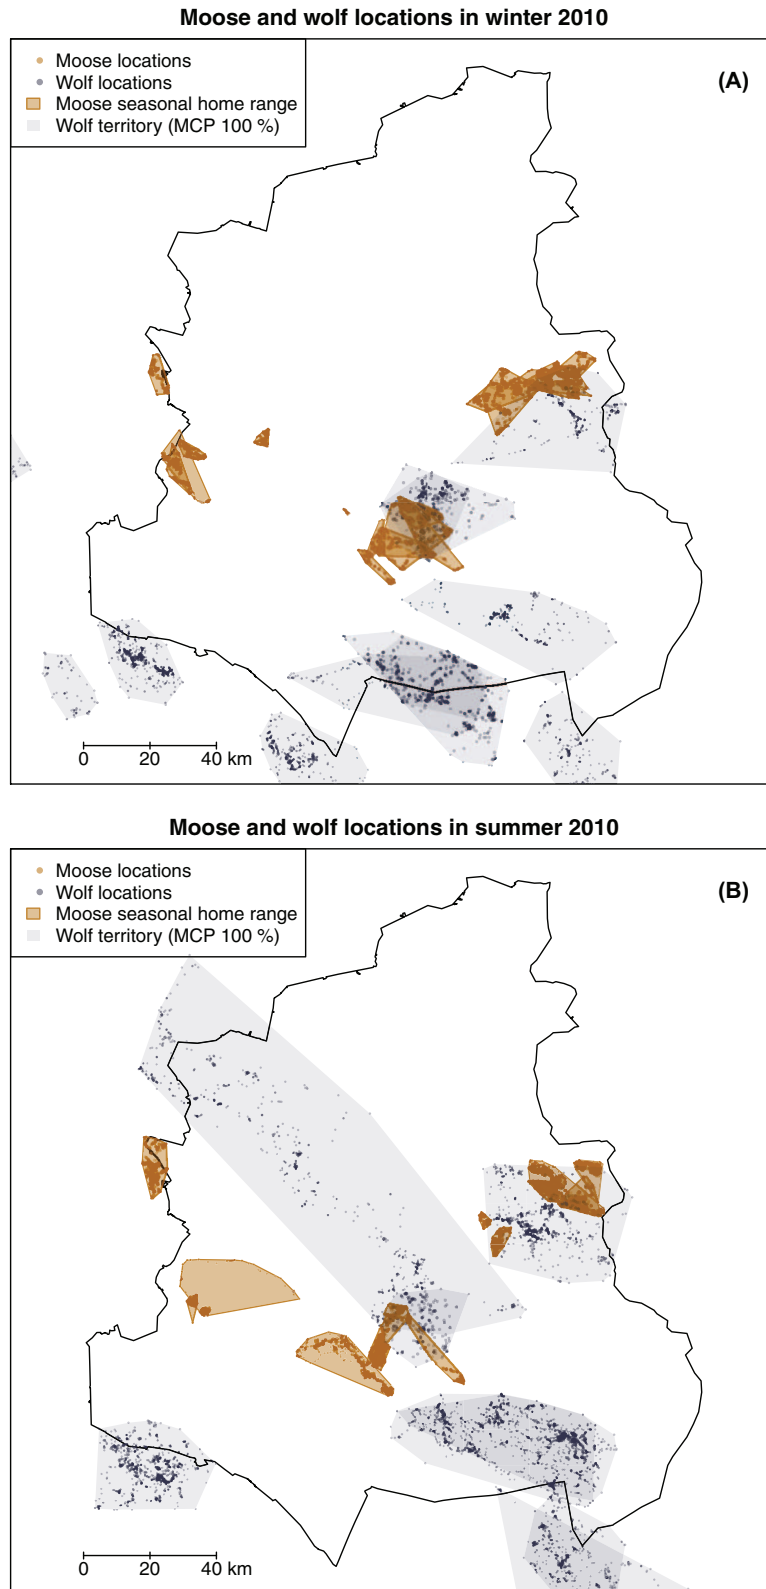 Moose and wolf locations in winter 2010
Moose locations
Wolf locations
Moose seasonal home range
Wolf territory (MCP 100 %)
(A)
0 20 40 km
Moose and wolf locations in summer 2010
Moose locations
Wolf locations
Moose seasonal home range
Wolf territory (MCP 100 %)
(B)
0 20 40 km